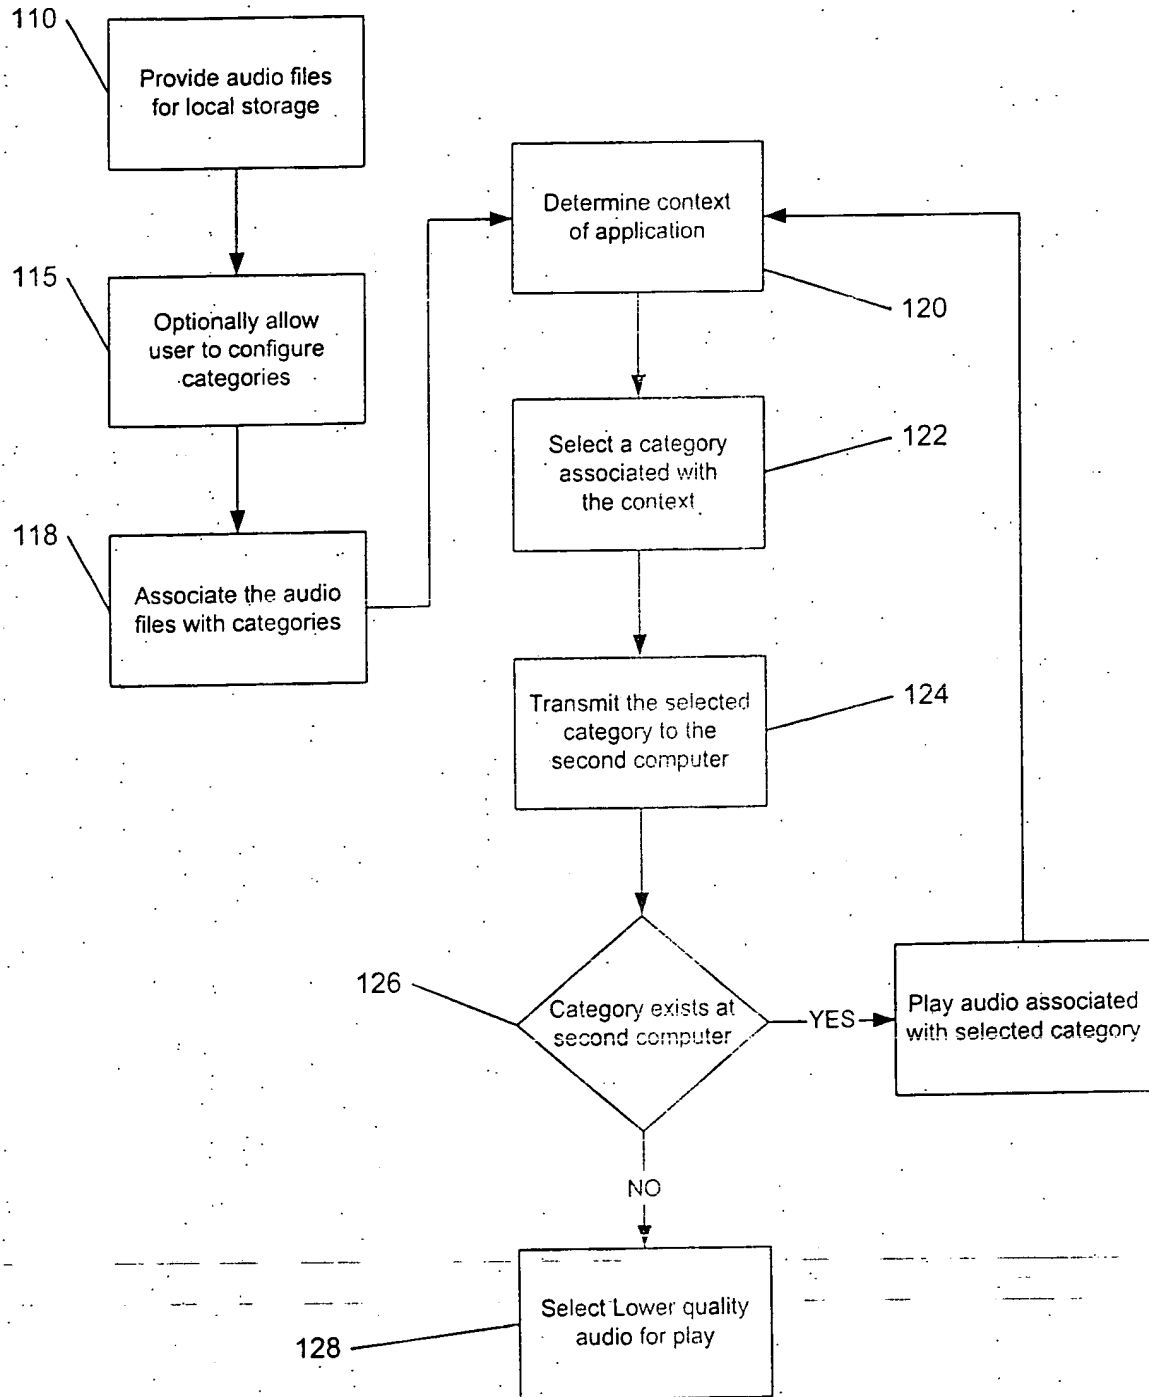 110
Provide audio files
for local storage
115
Optionally allow
user to configure
categories
118
Associate the audio
files with categories
Determine context
of application
120
Select a category
associated with
the context
122
Transmit the selected
category to the
second computer
124
126
Category exists at
second computer
YES
Play audio associated
with selected category
NO
Select Lower quality
audio for play
128